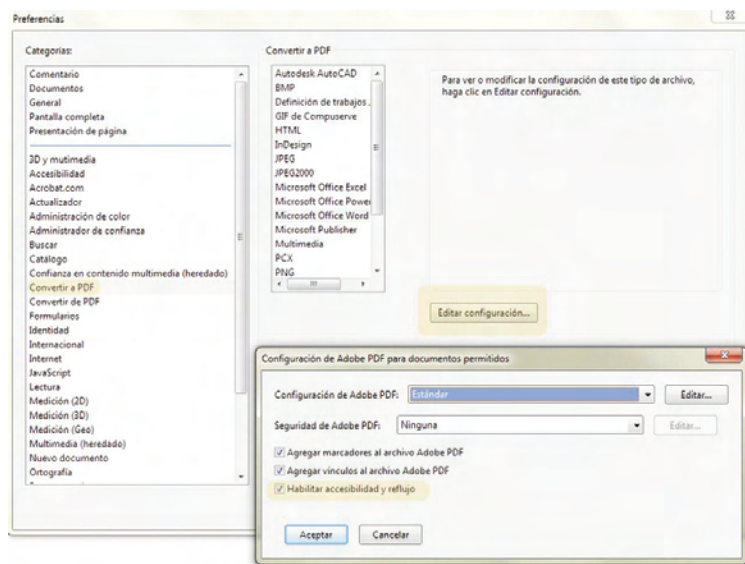 Preferencias
Categorías:
Comentario
Documentos
General
Pantalla completa
Presentación de página
3D y mutimedia
Accesibilidad
Acrobat.com
Actualizador
Administración de color
Administrador de confianza
Buscar
Catálogo
Confianza en contenido multimedia (heredado)
Convertir a PDF
Convertir de PDF
Formularios
Identidad
Internacional
Internet
JavaScript
Lectura
Medición (2D)
Medición (3D)
Medición (Geo)
Multimedia (heredado)
Nuevo documento
Ortografía
Convertir a PDF
Autodesk AutoCAD
BMP
Definición de trabajos
GIF de Compuserve
HTML
InDesign
JPEG
JPEG2000
Microsoft Office Excel
Microsoft Office Power
Microsoft Office Word
Microsoft Publisher
Multimedia
PCX
PNG
Para ver o modificar la configuración de este tipo de archivo,
haga clic en Editar configuración.
Editar configuración...
Configuración de Adobe PDF para documentos permitidos
Configuración de Adobe PDF: Estándar Editar...
Seguridad de Adobe PDF: Ninguna Editar...
Agregar marcadores al archivo Adobe PDF
Agregar vínculos al archivo Adobe PDF
Habilitar accesibilidad y reflujo
Aceptar Cancelar